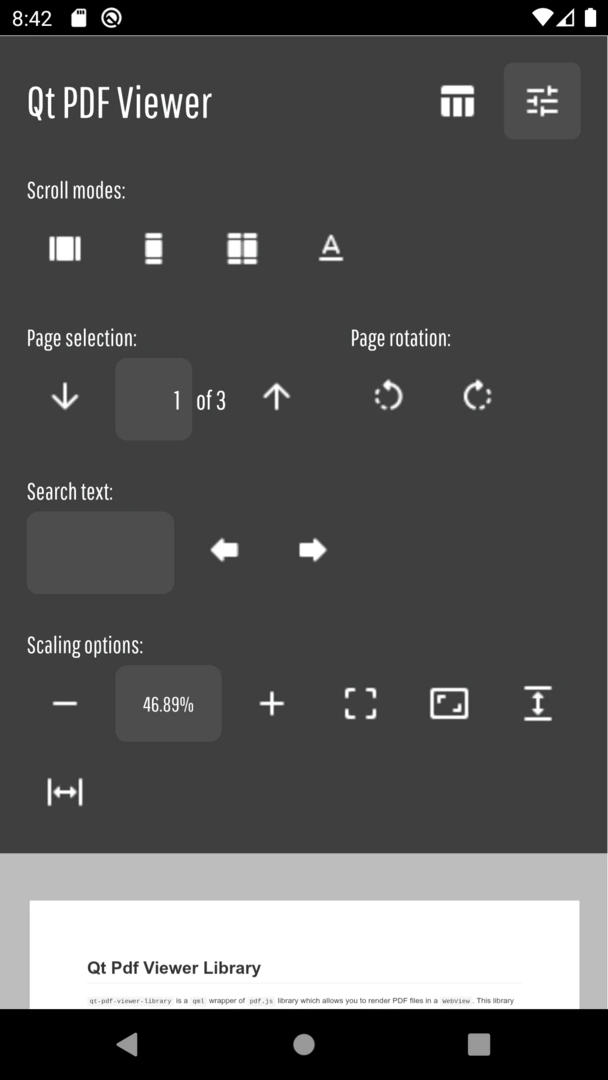 8:42
Qt PDF Viewer
Scroll modes:
A
Page selection:
Page rotation:
1 of 3
Search text:
Scaling options:
46.89%
Qt Pdf Viewer Library
qt-pdf-viewer-library is a qml wrapper of pdf.js library which allows you to render PDF files in a WebView. This library